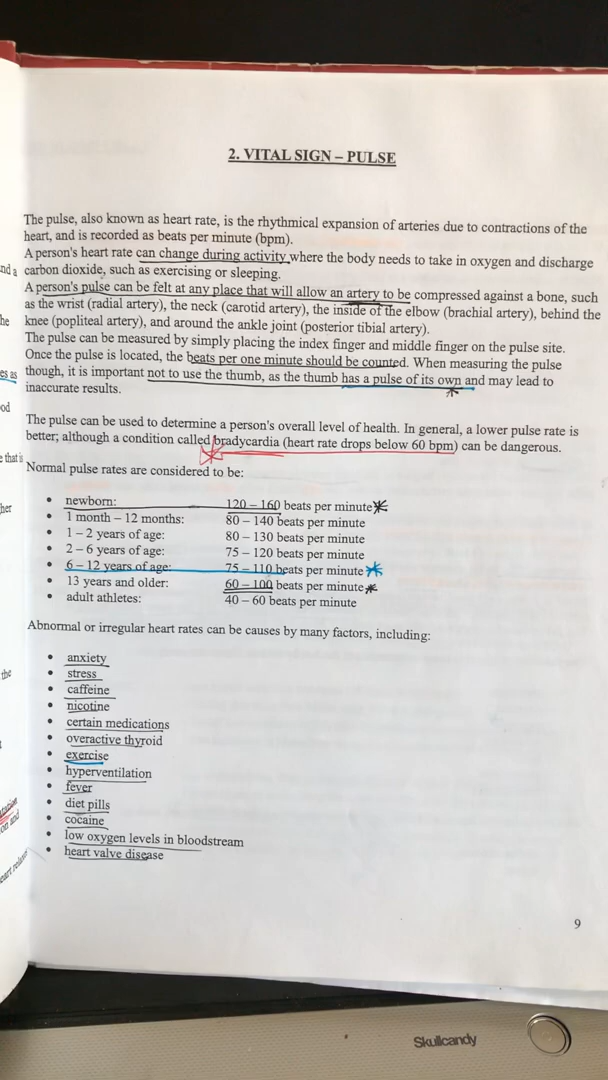 2. VITAL SIGN – PULSE
The pulse, also known as heart rate, is the rhythmical expansion of arteries due to contractions of the
heart, and is recorded as beats per minute (bpm).
A person's heart rate can change during activity where the body needs to take in oxygen and discharge
carbon dioxide, such as exercising or sleeping.
A person's pulse can be felt at any place that will allow an artery to be compressed against a bone, such
as the wrist (radial artery), the neck (carotid artery), the inside of the elbow (brachial artery), behind the
knee (popliteal artery), and around the ankle joint (posterior tibial artery).
The pulse can be measured by simply placing the index finger and middle finger on the pulse site.
Once the pulse is located, the beats per one minute should be counted. When measuring the pulse
though, it is important not to use the thumb, as the thumb has a pulse of its own and may lead to
inaccurate results.
The pulse can be used to determine a person's overall level of health. In general, a lower pulse rate is
better; although a condition called bradycardia (heart rate drops below 60 bpm) can be dangerous.
Normal pulse rates are considered to be:
• newborn: 120 – 160 beats per minute
• 1 month – 12 months: 80 – 140 beats per minute
• 1 – 2 years of age: 80 – 130 beats per minute
• 2 – 6 years of age: 75 – 120 beats per minute
• 6 – 12 years of age: 75 – 110 beats per minute
• 13 years and older: 60 – 100 beats per minute
• adult athletes: 40 – 60 beats per minute
Abnormal or irregular heart rates can be causes by many factors, including:
• anxiety
• stress
• caffeine
• nicotine
• certain medications
• overactive thyroid
• exercise
• hyperventilation
• fever
• diet pills
• cocaine
• low oxygen levels in bloodstream
• heart valve disease
9
Skullcandy